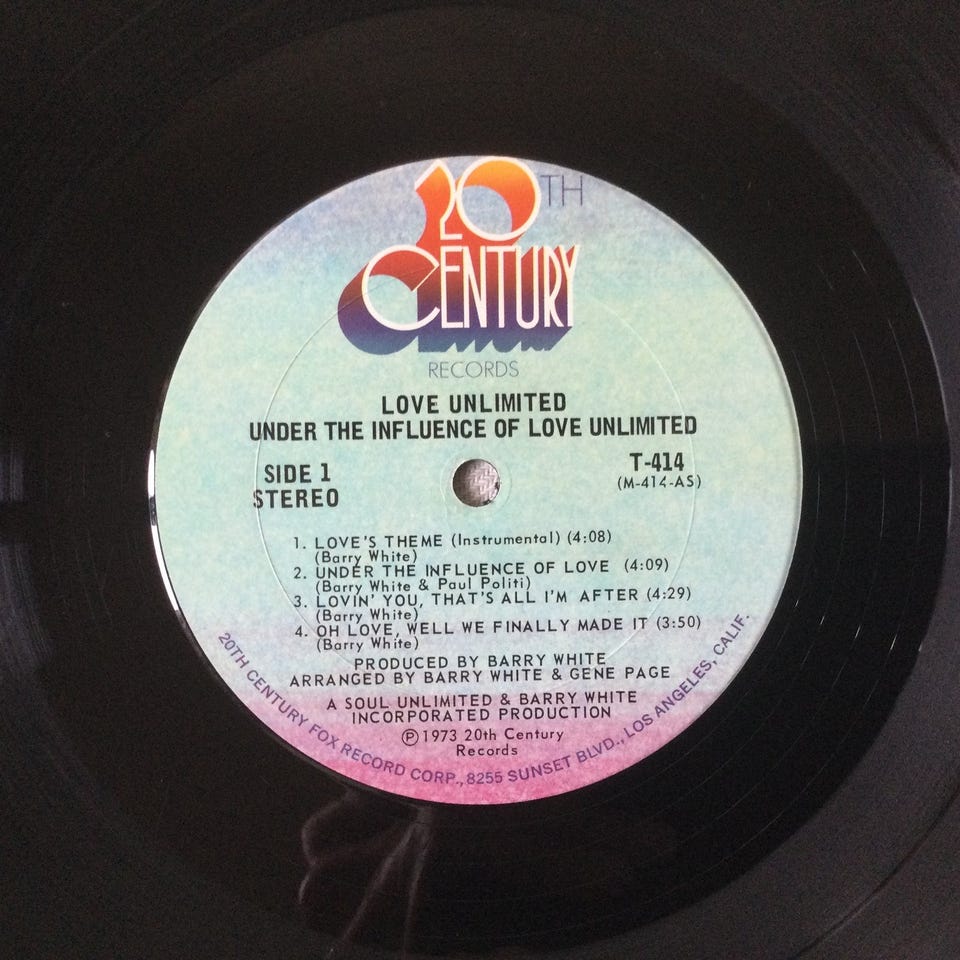 20TH
CENTURY
RECORDS
LOVE UNLIMITED
UNDER THE INFLUENCE OF LOVE UNLIMITED
SIDE 1
STEREO
T-414
(M-414-AS)
1. LOVE'S THEME (Instrumental) (4:08)
(Barry White)
2. UNDER THE INFLUENCE OF LOVE (4:09)
(Barry White & Paul Politi)
3. LOVIN' YOU, THAT'S ALL I'M AFTER (4:29)
(Barry White)
4. OH LOVE, WELL WE FINALLY MADE IT (3:50)
(Barry White)
PRODUCED BY BARRY WHITE
ARRANGED BY BARRY WHITE & GENE PAGE
A SOUL UNLIMITED & BARRY WHITE
INCORPORATED PRODUCTION
Ⓟ1973 20th Century
Records
20TH CENTURY FOX RECORD CORP., 8255 SUNSET BLVD., LOS ANGELES, CALIF.